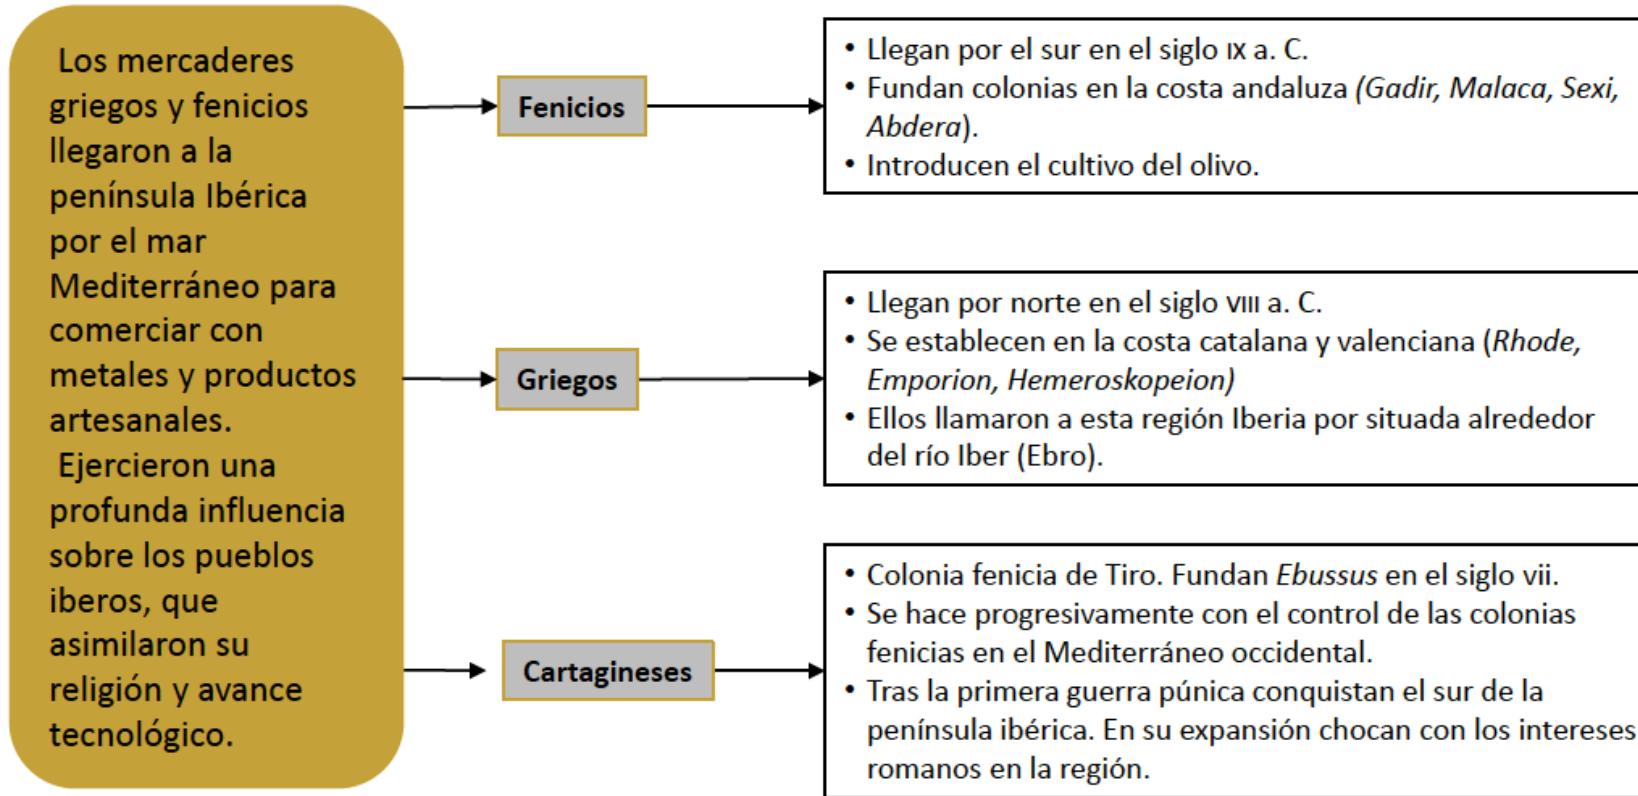 Los mercaderes
griegos y fenicios
llegaron a la
península Ibérica
por el mar
Mediterráneo para
comerciar con
metales y productos
artesanales.
Ejercieron una
profunda influencia
sobre los pueblos
iberos, que
asimilaron su
religión y avance
tecnológico.
Fenicios
• Llegan por el sur en el siglo IX a. C.
• Fundan colonias en la costa andaluza (Gadir, Malaca, Sexi,
Abdera).
• Introducen el cultivo del olivo.
Griegos
• Llegan por norte en el siglo VIII a. C.
• Se establecen en la costa catalana y valenciana (Rhode,
Emporion, Hemeroskopeion)
• Ellos llamaron a esta región Iberia por situada alrededor
del río Iber (Ebro).
Cartagineses
• Colonia fenicia de Tiro. Fundan Ebussus en el siglo vii.
• Se hace progresivamente con el control de las colonias
fenicias en el Mediterráneo occidental.
• Tras la primera guerra púnica conquistan el sur de la
península ibérica. En su expansión chocan con los intereses
romanos en la región.